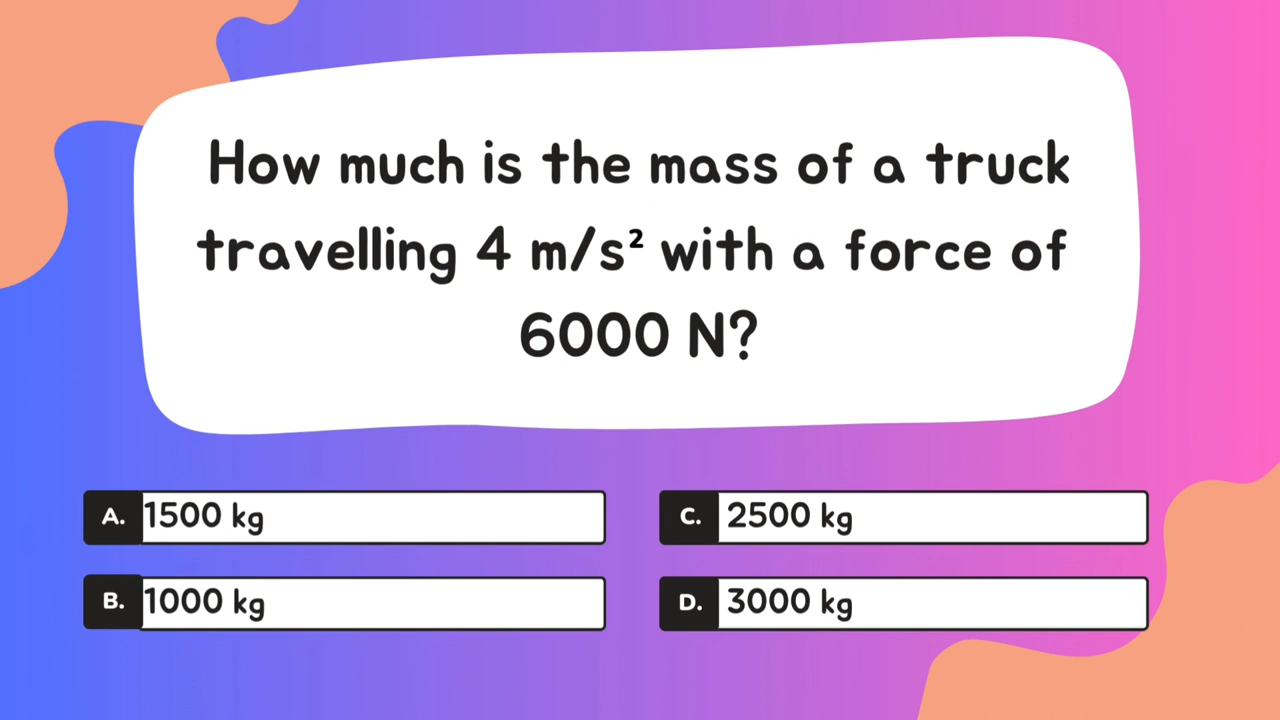 How much is the mass of a truck
travelling 4 m/s² with a force of
6000 N?
A. 1500 kg
B. 1000 kg
C. 2500 kg
D. 3000 kg